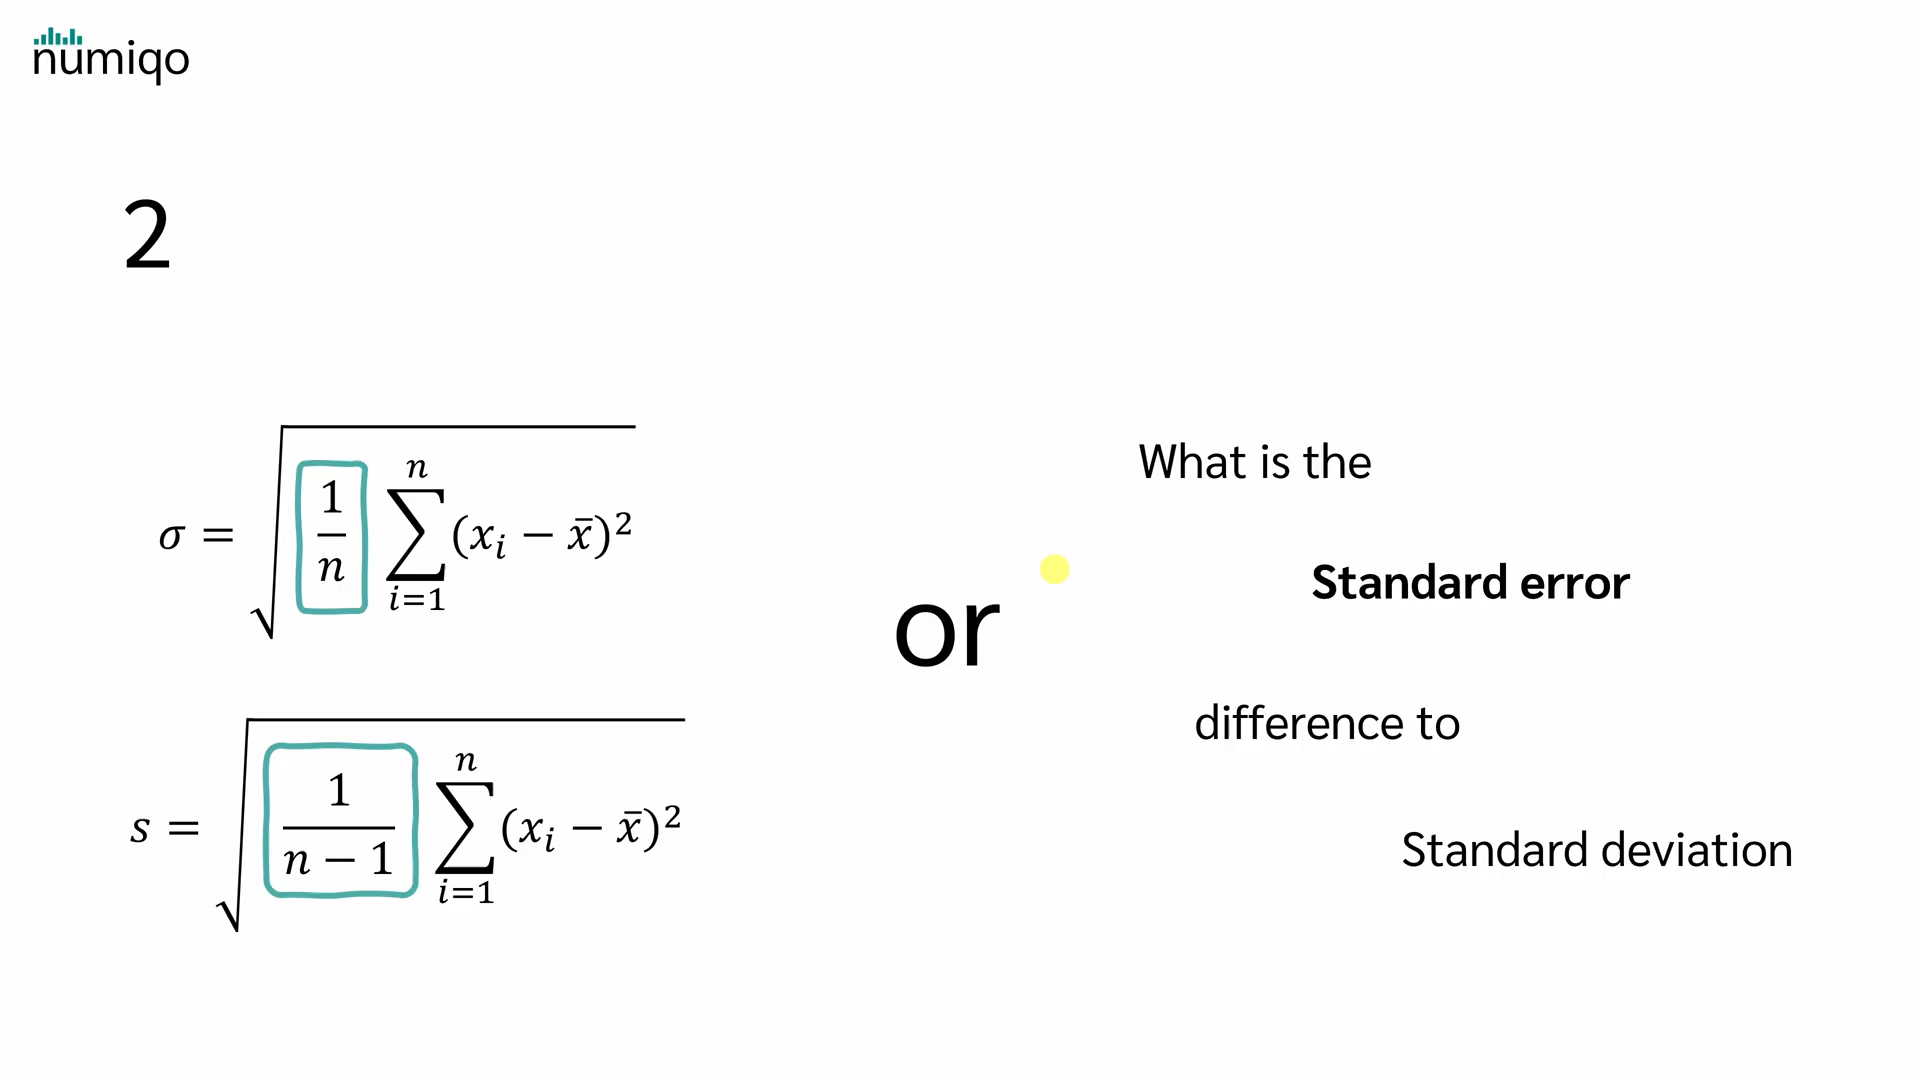 numiqo
2
σ = √(1/n ∑_{i=1}^{n} (x_i − x̄)²)
s = √(1/(n − 1) ∑_{i=1}^{n} (x_i − x̄)²)
or
What is the
Standard error
difference to
Standard deviation